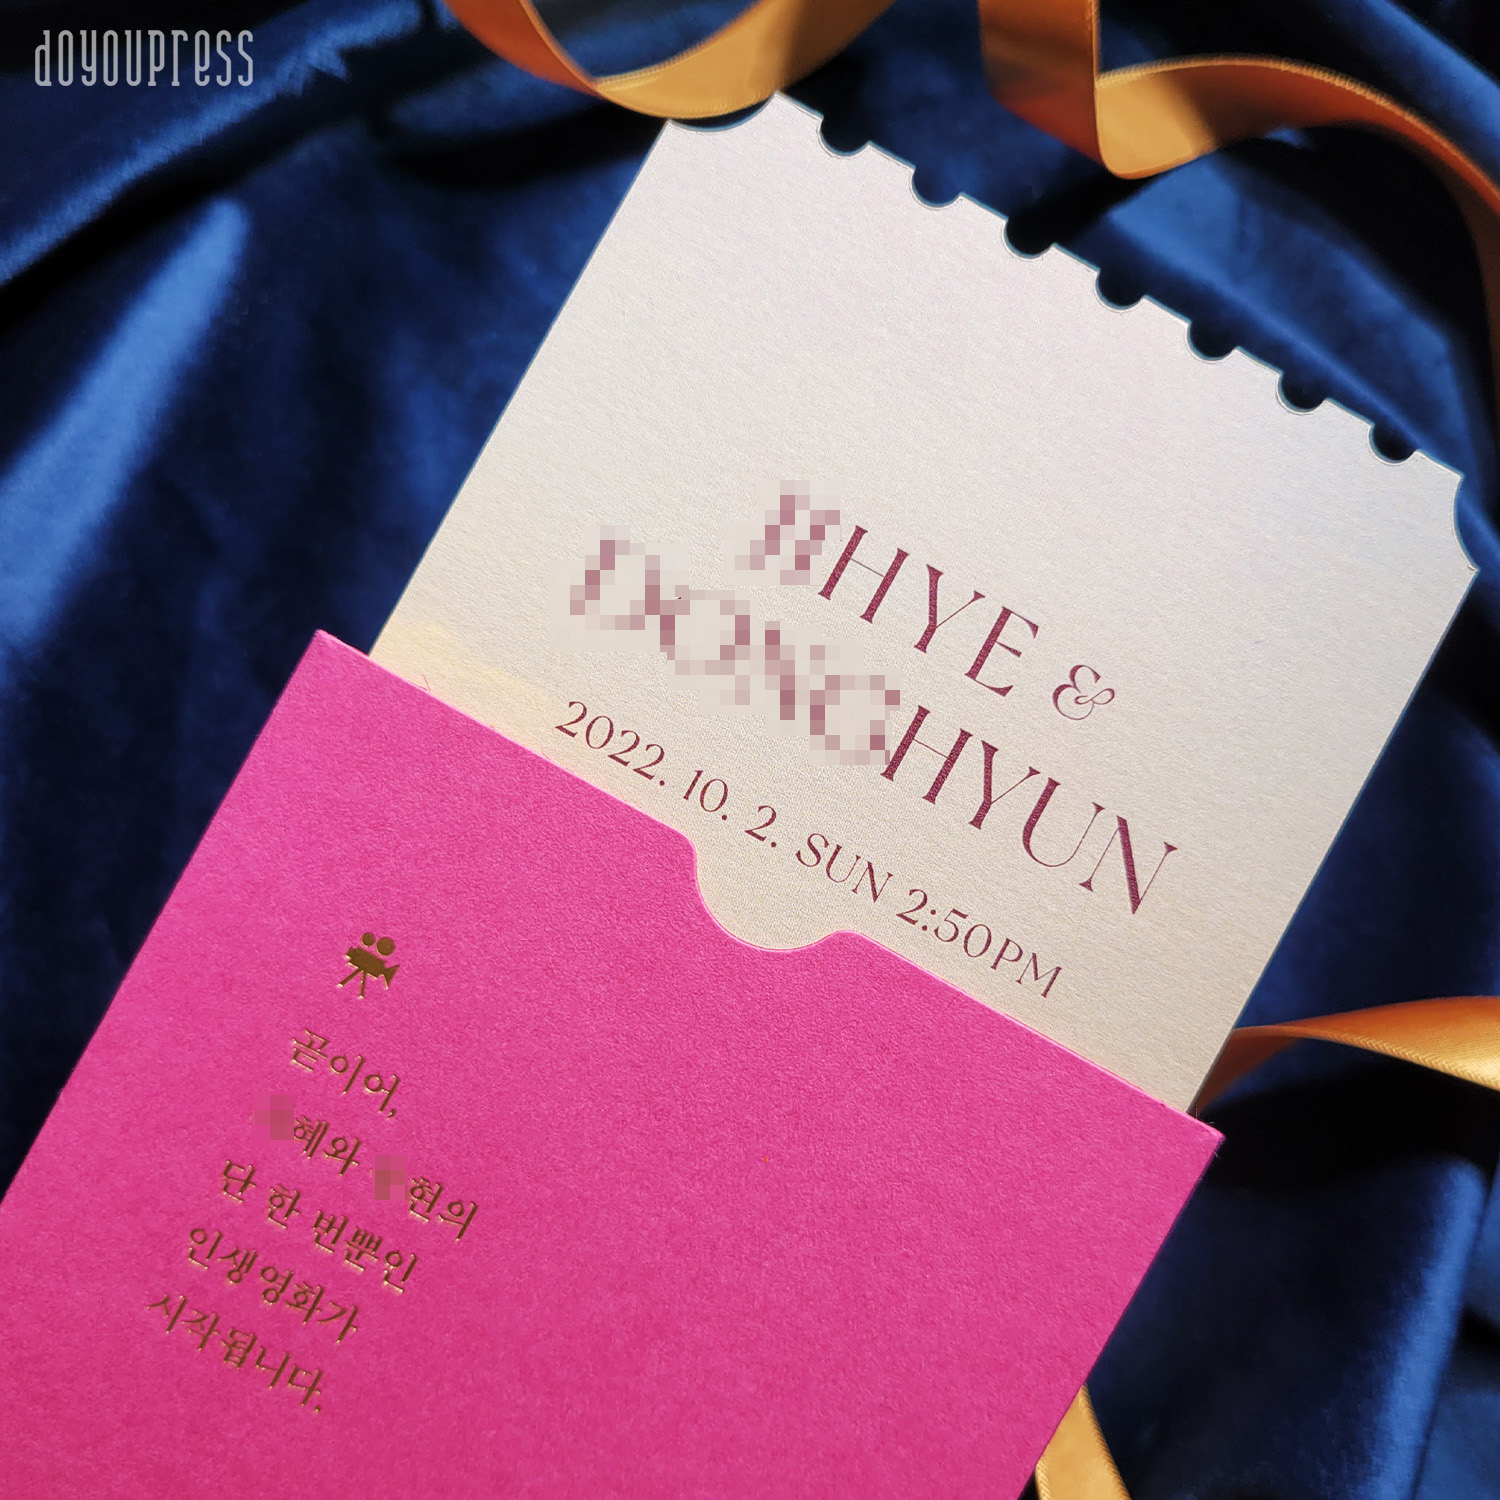 doyoupress
HYE &
HYUN
2022. 10. 2. SUN 2:50PM
곧이어,
혜와 현의
단 한 번뿐인
인생영화가
시작됩니다.